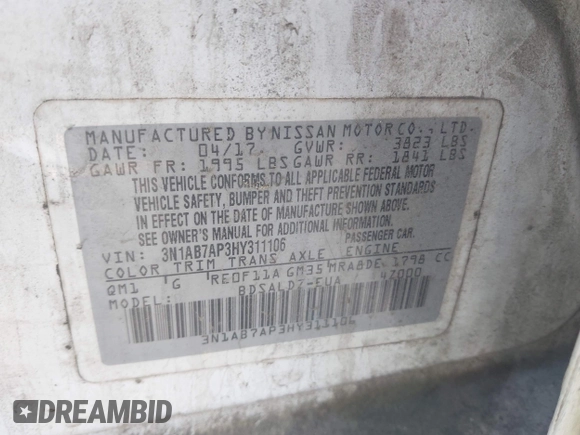 MANUFACTURED BY NISSAN MOTOR CO., LTD.
DATE: 04/17 GVWR: 3823 LBS
GAWR FR: 1995 LBS GAWR RR: 1841 LBS
THIS VEHICLE CONFORMS TO ALL APPLICABLE FEDERAL MOTOR
VEHICLE SAFETY, BUMPER AND THEFT PREVENTION STANDARDS
IN EFFECT ON THE DATE OF MANUFACTURE SHOWN ABOVE.
SEE OWNER'S MANUAL FOR ADDITIONAL INFORMATION.
VIN: 3N1AB7AP3HY311106 PASSENGER CAR.
COLOR TRIM TRANS AXLE ENGINE
QM1 G RE0F11A GM35 MRA8DE 1798 CC
MODEL: BDSALDZ-EUA 4Z000
3N1AB7AP3HY311106
DREAMBID